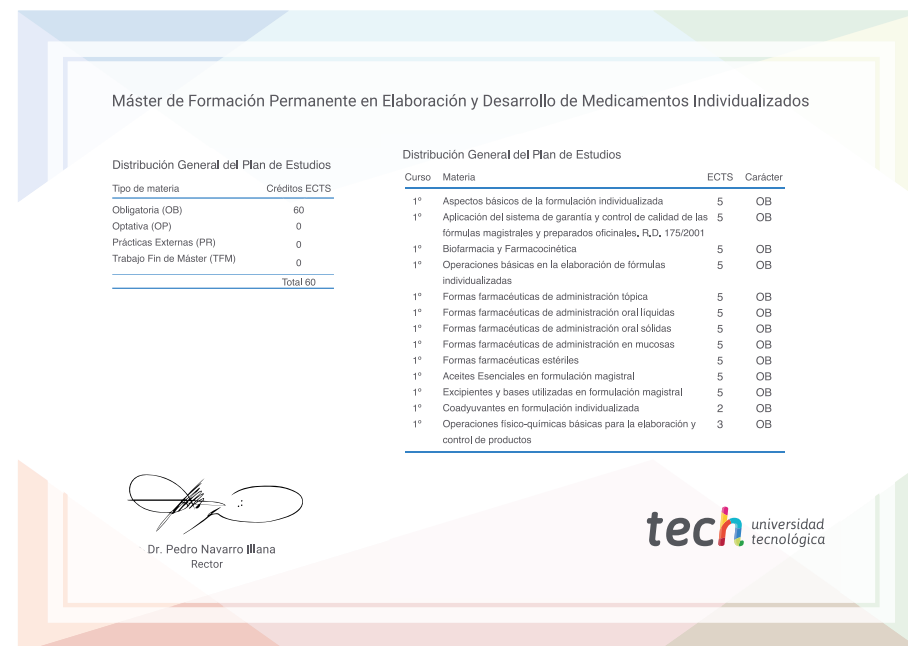 Máster de Formación Permanente en Elaboración y Desarrollo de Medicamentos Individualizados
Distribución General del Plan de Estudios
Tipo de materia Créditos ECTS
Obligatoria (OB) 60
Optativa (OP) 0
Prácticas Externas (PR) 0
Trabajo Fin de Máster (TFM) 0
Total 60
Distribución General del Plan de Estudios
Curso Materia ECTS Carácter
1º Aspectos básicos de la formulación individualizada 5 OB
1º Aplicación del sistema de garantía y control de calidad de las 5 OB
fórmulas magistrales y preparados oficinales. R.D. 175/2001
1º Biofarmacia y Farmacocinética 5 OB
1º Operaciones básicas en la elaboración de fórmulas 5 OB
individualizadas
1º Formas farmacéuticas de administración tópica 5 OB
1º Formas farmacéuticas de administración oral líquidas 5 OB
1º Formas farmacéuticas de administración oral sólidas 5 OB
1º Formas farmacéuticas de administración en mucosas 5 OB
1º Formas farmacéuticas estériles 5 OB
1º Aceites Esenciales en formulación magistral 5 OB
1º Excipientes y bases utilizadas en formulación magistral 5 OB
1º Coadyuvantes en formulación individualizada 2 OB
1º Operaciones físico-químicas básicas para la elaboración y 3 OB
control de productos
Dr. Pedro Navarro Illana
Rector
tech universidad
tecnológica